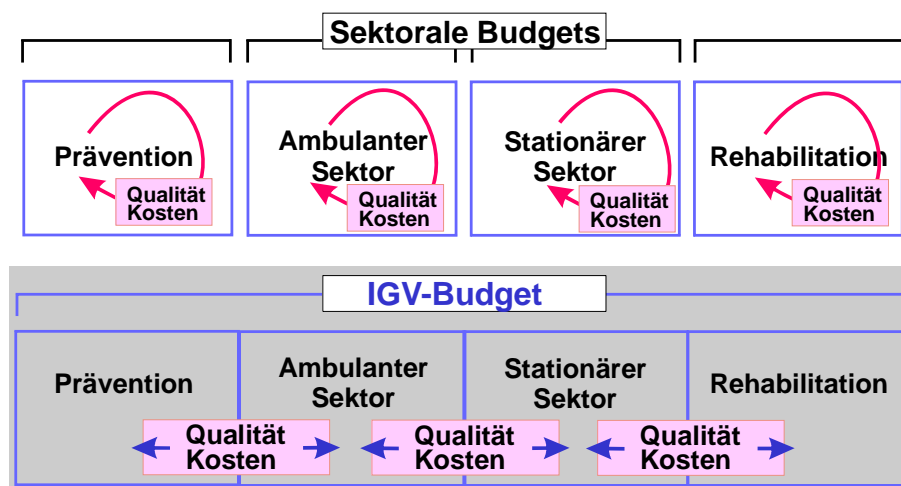 Sektorale Budgets
Prävention
Qualität
Kosten
Ambulanter
Sektor
Qualität
Kosten
Stationärer
Sektor
Qualität
Kosten
Rehabilitation
Qualität
Kosten
IGV-Budget
Prävention
Ambulanter
Sektor
Stationärer
Sektor
Rehabilitation
Qualität
Kosten
Qualität
Kosten
Qualität
Kosten